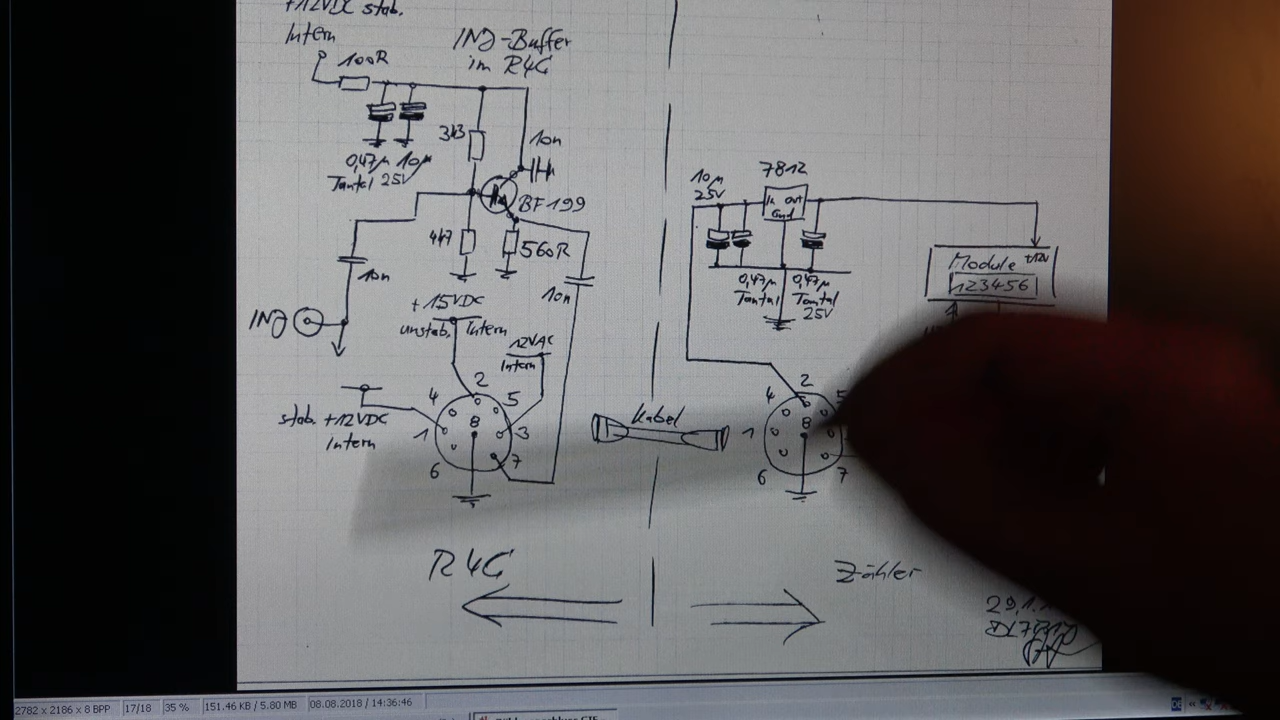 +12VDC stab.
Intern
100R
INJ-Buffer
im R4C
3k3
10n
0,47µ 10µ
Tantal 25V
BF199
4k7
560R
10n
10n
INJ
+15VDC
unstab. Intern
12VAC
Intern
stab. +12VDC
Intern
4
2
5
1
8
3
6
7
Kabel
R4C
10µ
25V
7812
In Out
Gnd
0,47µ
Tantal
0,47µ
Tantal
25V
Module +12V
123456
4
2
5
1
8
6
7
Zähler
2782 x 2186 x 8 BPP
17/18
35 %
151.46 KB / 5.80 MB
08.08.2018 / 14:36:46